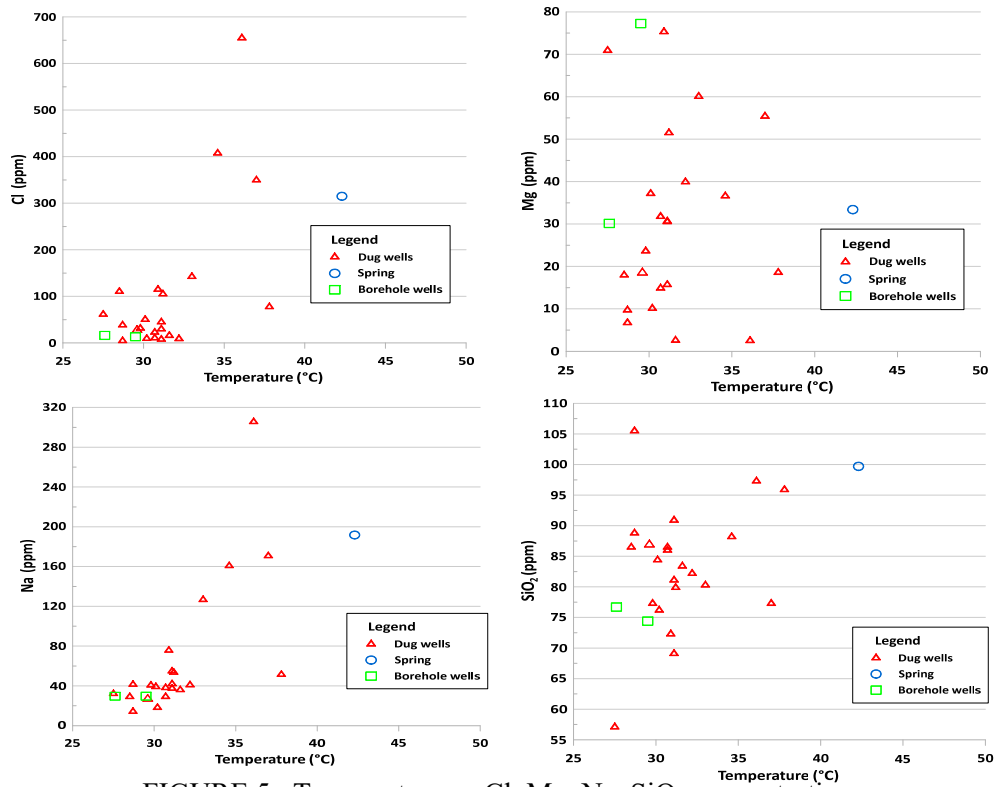 700
600
500
400
300
200
100
0
Cl (ppm)
25 30 35 40 45 50
Temperature (°C)
Legend
Dug wells
Spring
Borehole wells
80
70
60
50
40
30
20
10
0
Mg (ppm)
25 30 35 40 45 50
Temperature (°C)
Legend
Dug wells
Spring
Borehole wells
320
280
240
200
160
120
80
40
0
Na (ppm)
25 30 35 40 45 50
Temperature (°C)
Legend
Dug wells
Spring
Borehole wells
110
105
100
95
90
85
80
75
70
65
60
55
SiO₂ (ppm)
25 30 35 40 45 50
Temperature (°C)
Legend
Dug wells
Spring
Borehole wells